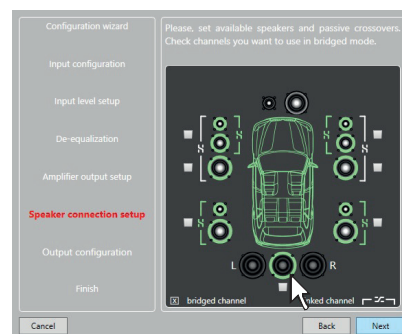 Configuration wizard
Input configuration
Input level setup
De-equalization
Amplifier output setup
Speaker connection setup
Output configuration
Finish
Please, set available speakers and passive crossovers.
Check channels you want to use in bridged mode.
L
R
X bridged channel
nked channel
Cancel
Back
Next